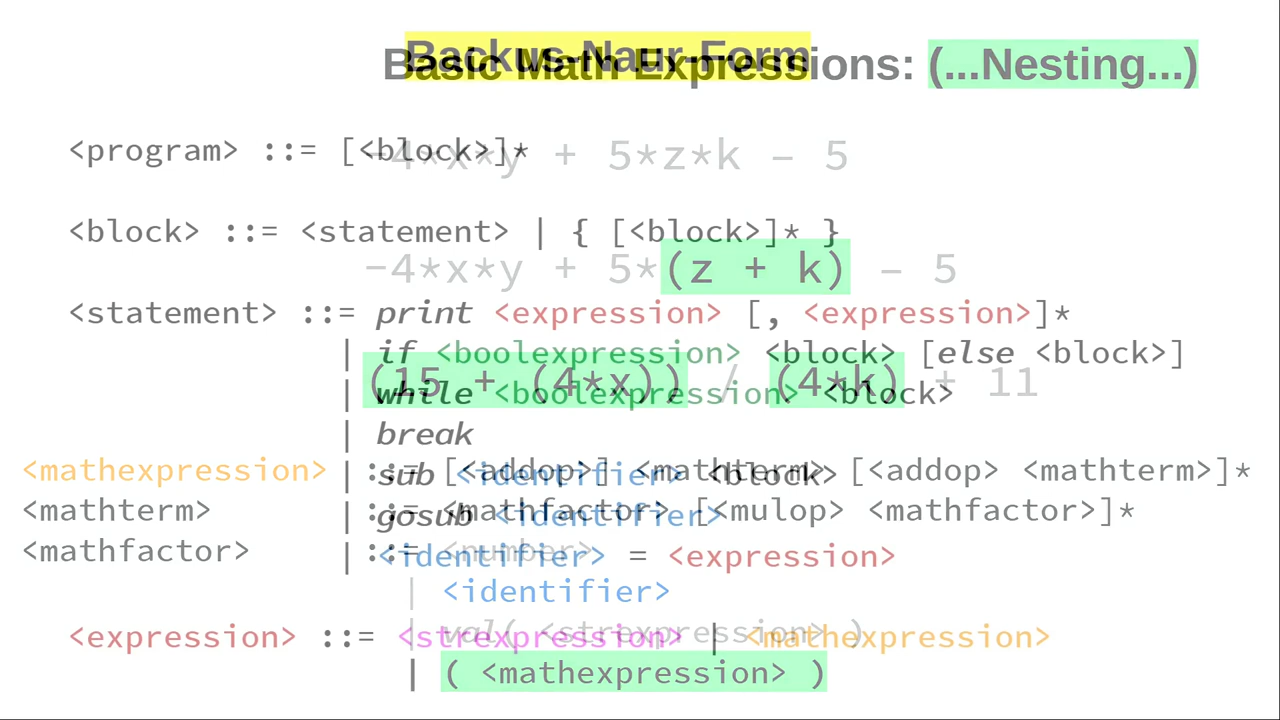 Backus-Naur-Form
Basic Math Expressions: (...Nesting...)
<program> ::= [<block>]*
-4*x*y + 5*z*k – 5
<block> ::= <statement> | { [<block>]* }
-4*x*y + 5*(z + k) – 5
<statement> ::= print <expression> [, <expression>]*
| if <boolexpression> <block> [else <block>]
(15 + (4*x)) / (4*k) + 11
| while <boolexpression> <block>
| break
<mathexpression> ::= [<addop>] <mathterm> [<addop> <mathterm>]*
| sub <identifier> <block>
<mathterm> ::= <mathfactor> [<mulop> <mathfactor>]*
| gosub <identifier>
<mathfactor> ::= <number>
| <identifier> = <expression>
| <identifier>
| val( <strexpression> )
<expression> ::= <strexpression> | <mathexpression>
| ( <mathexpression> )